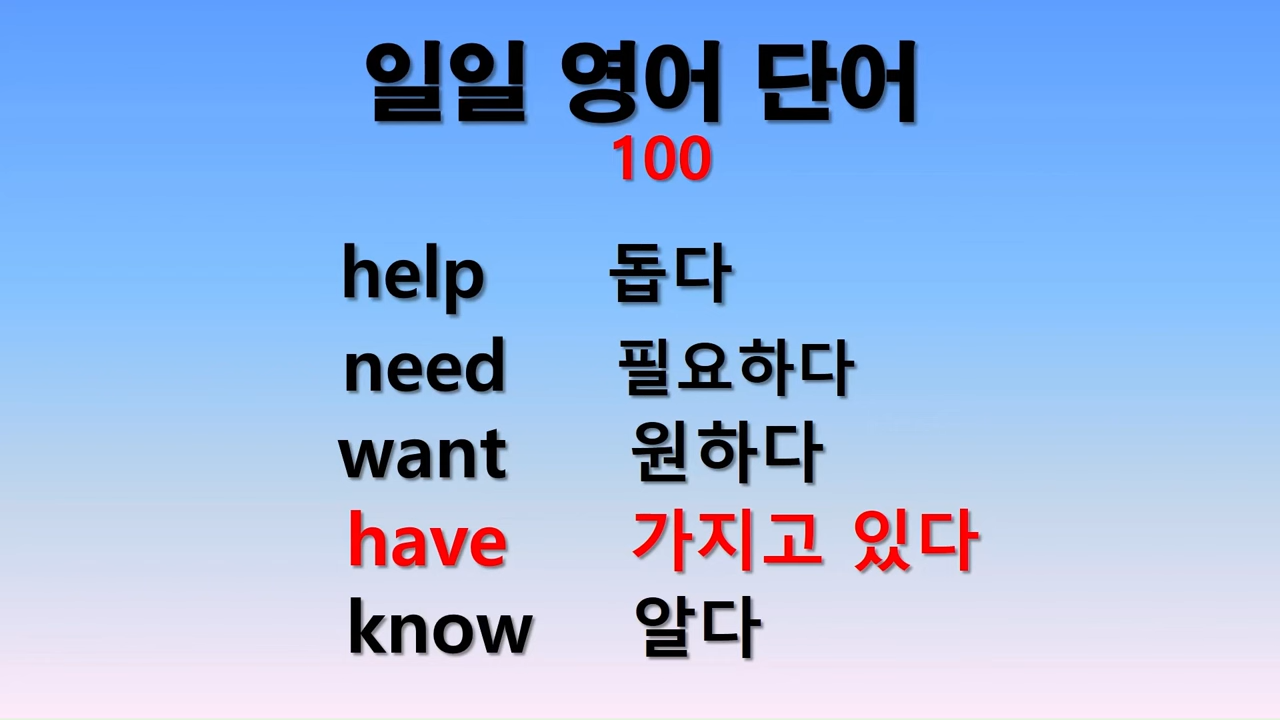 일일 영어 단어
100
help 돕다
need 필요하다
want 원하다
have 가지고 있다
know 알다